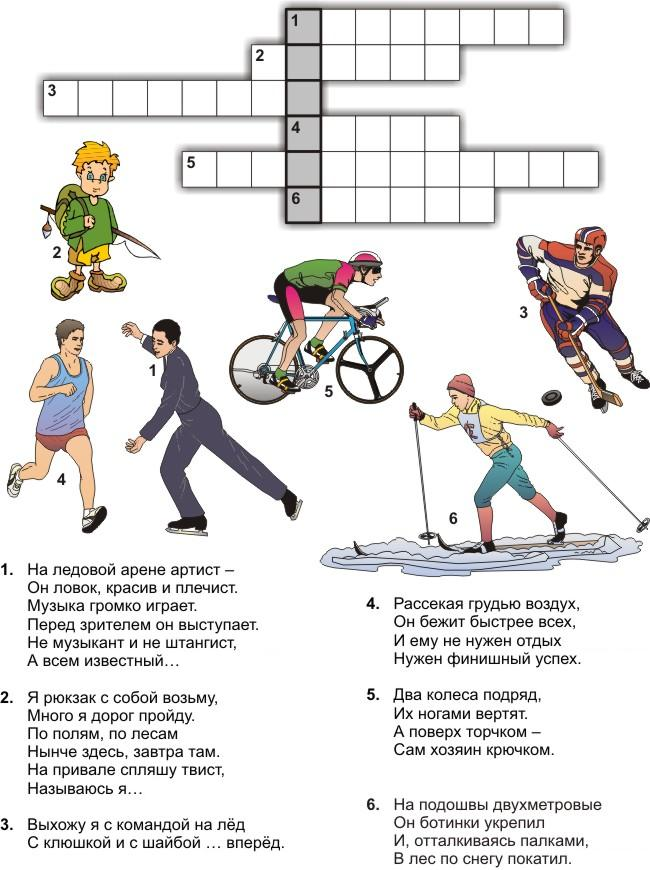 1
2
3
4
5
6
2
3
1
5
4
6
1. На ледовой арене артист –
Он ловок, красив и плечист.
Музыка громко играет.
Перед зрителем он выступает.
Не музыкант и не штангист,
А всем известный…
2. Я рюкзак с собой возьму,
Много я дорог пройду.
По полям, по лесам
Нынче здесь, завтра там.
На привале спляшу твист,
Называюсь я…
3. Выхожу я с командой на лёд
С клюшкой и с шайбой … вперёд.
4. Рассекая грудью воздух,
Он бежит быстрее всех,
И ему не нужен отдых
Нужен финишный успех.
5. Два колеса подряд,
Их ногами вертят.
А поверх торчком –
Сам хозяин крючком.
6. На подошвы двухметровые
Он ботинки укрепил
И, отталкиваясь палками,
В лес по снегу покатил.